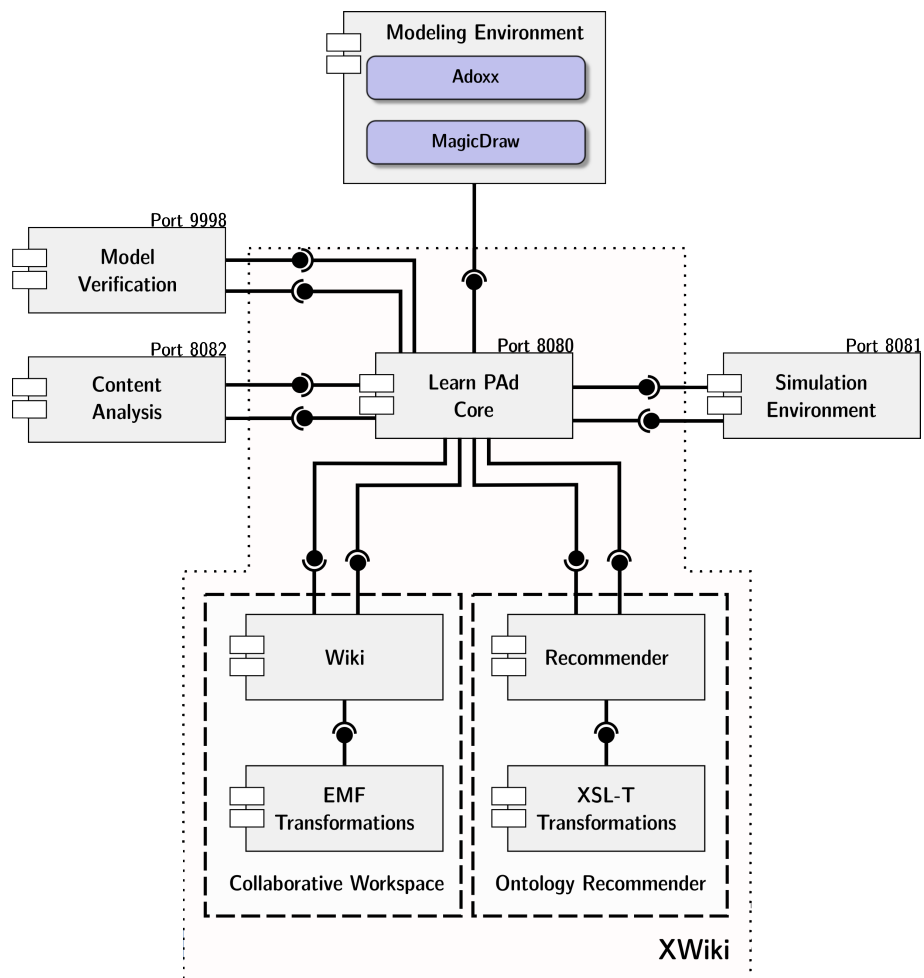 Modeling Environment
Adoxx
MagicDraw
Port 9998
Model
Verification
Port 8082
Content
Analysis
Port 8080
Learn PAd
Core
Port 8081
Simulation
Environment
Wiki
Recommender
EMF
Transformations
XSL-T
Transformations
Collaborative Workspace
Ontology Recommender
XWiki